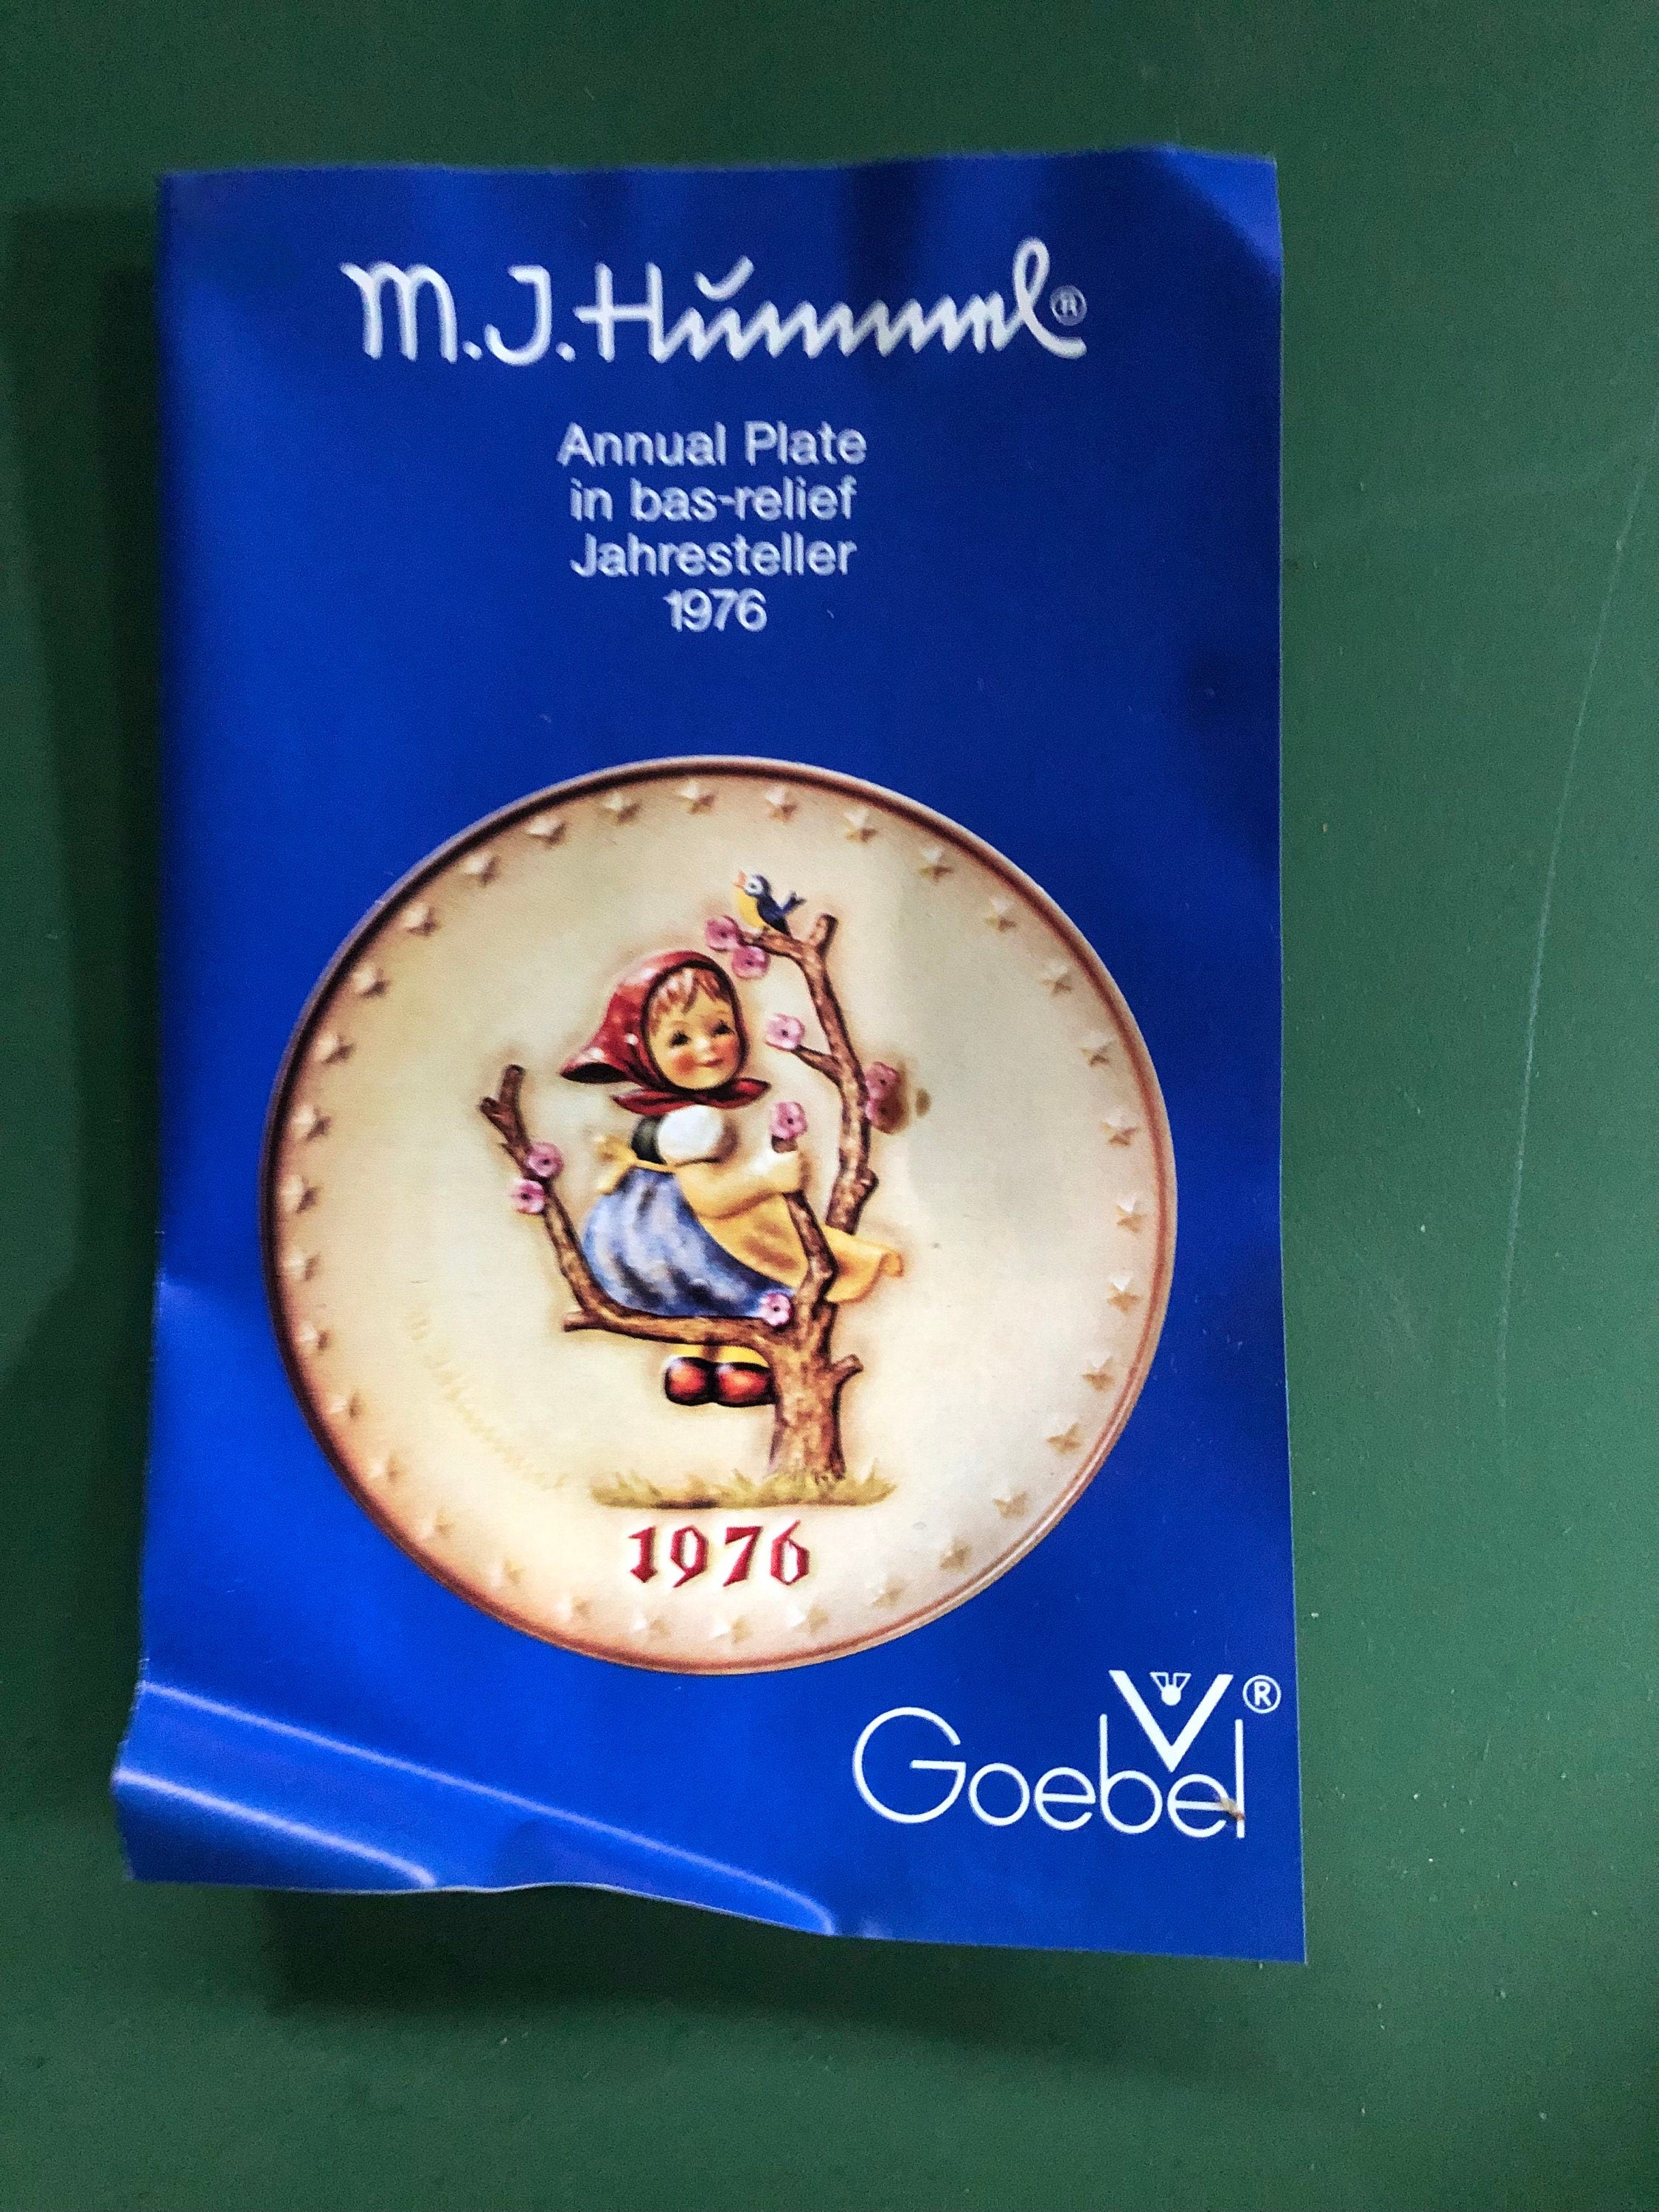 M.J.Hummel®
Annual Plate
in bas-relief
Jahresteller
1976
1976
Goebel®